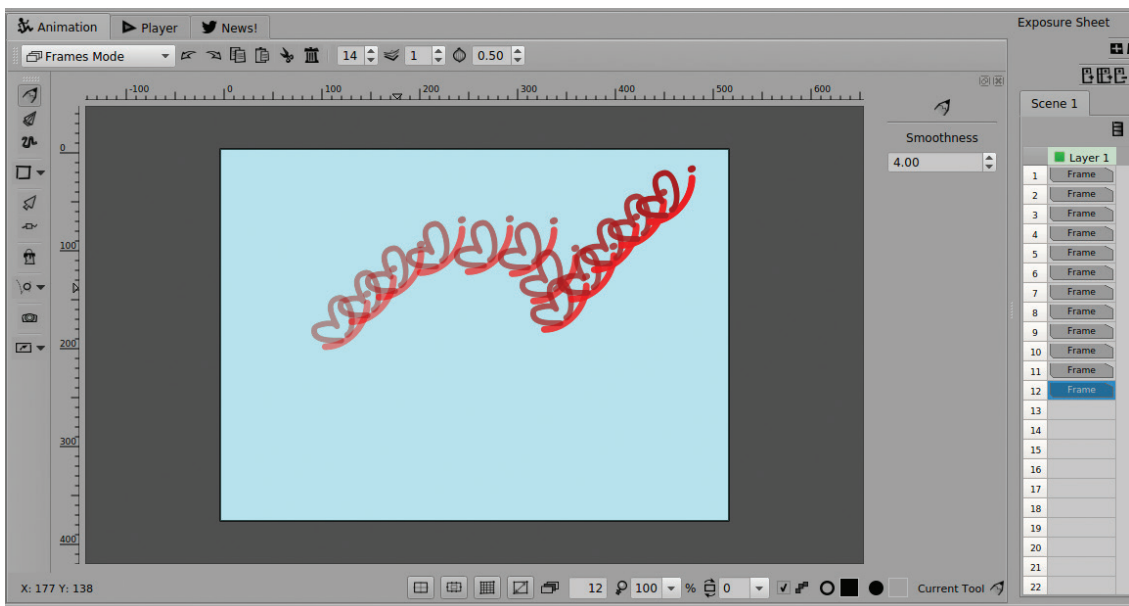 Animation Player News! Exposure Sheet
Frames Mode 14 1 0.50
-100 0 100 200 300 400 500 600
Scene 1
Smoothness
4.00
Layer 1
1 Frame
2 Frame
3 Frame
4 Frame
5 Frame
6 Frame
7 Frame
8 Frame
9 Frame
10 Frame
11 Frame
12 Frame
13
14
15
16
17
18
19
20
21
22
0
100
200
300
400
X: 177 Y: 138 12 100 % 0 Current Tool